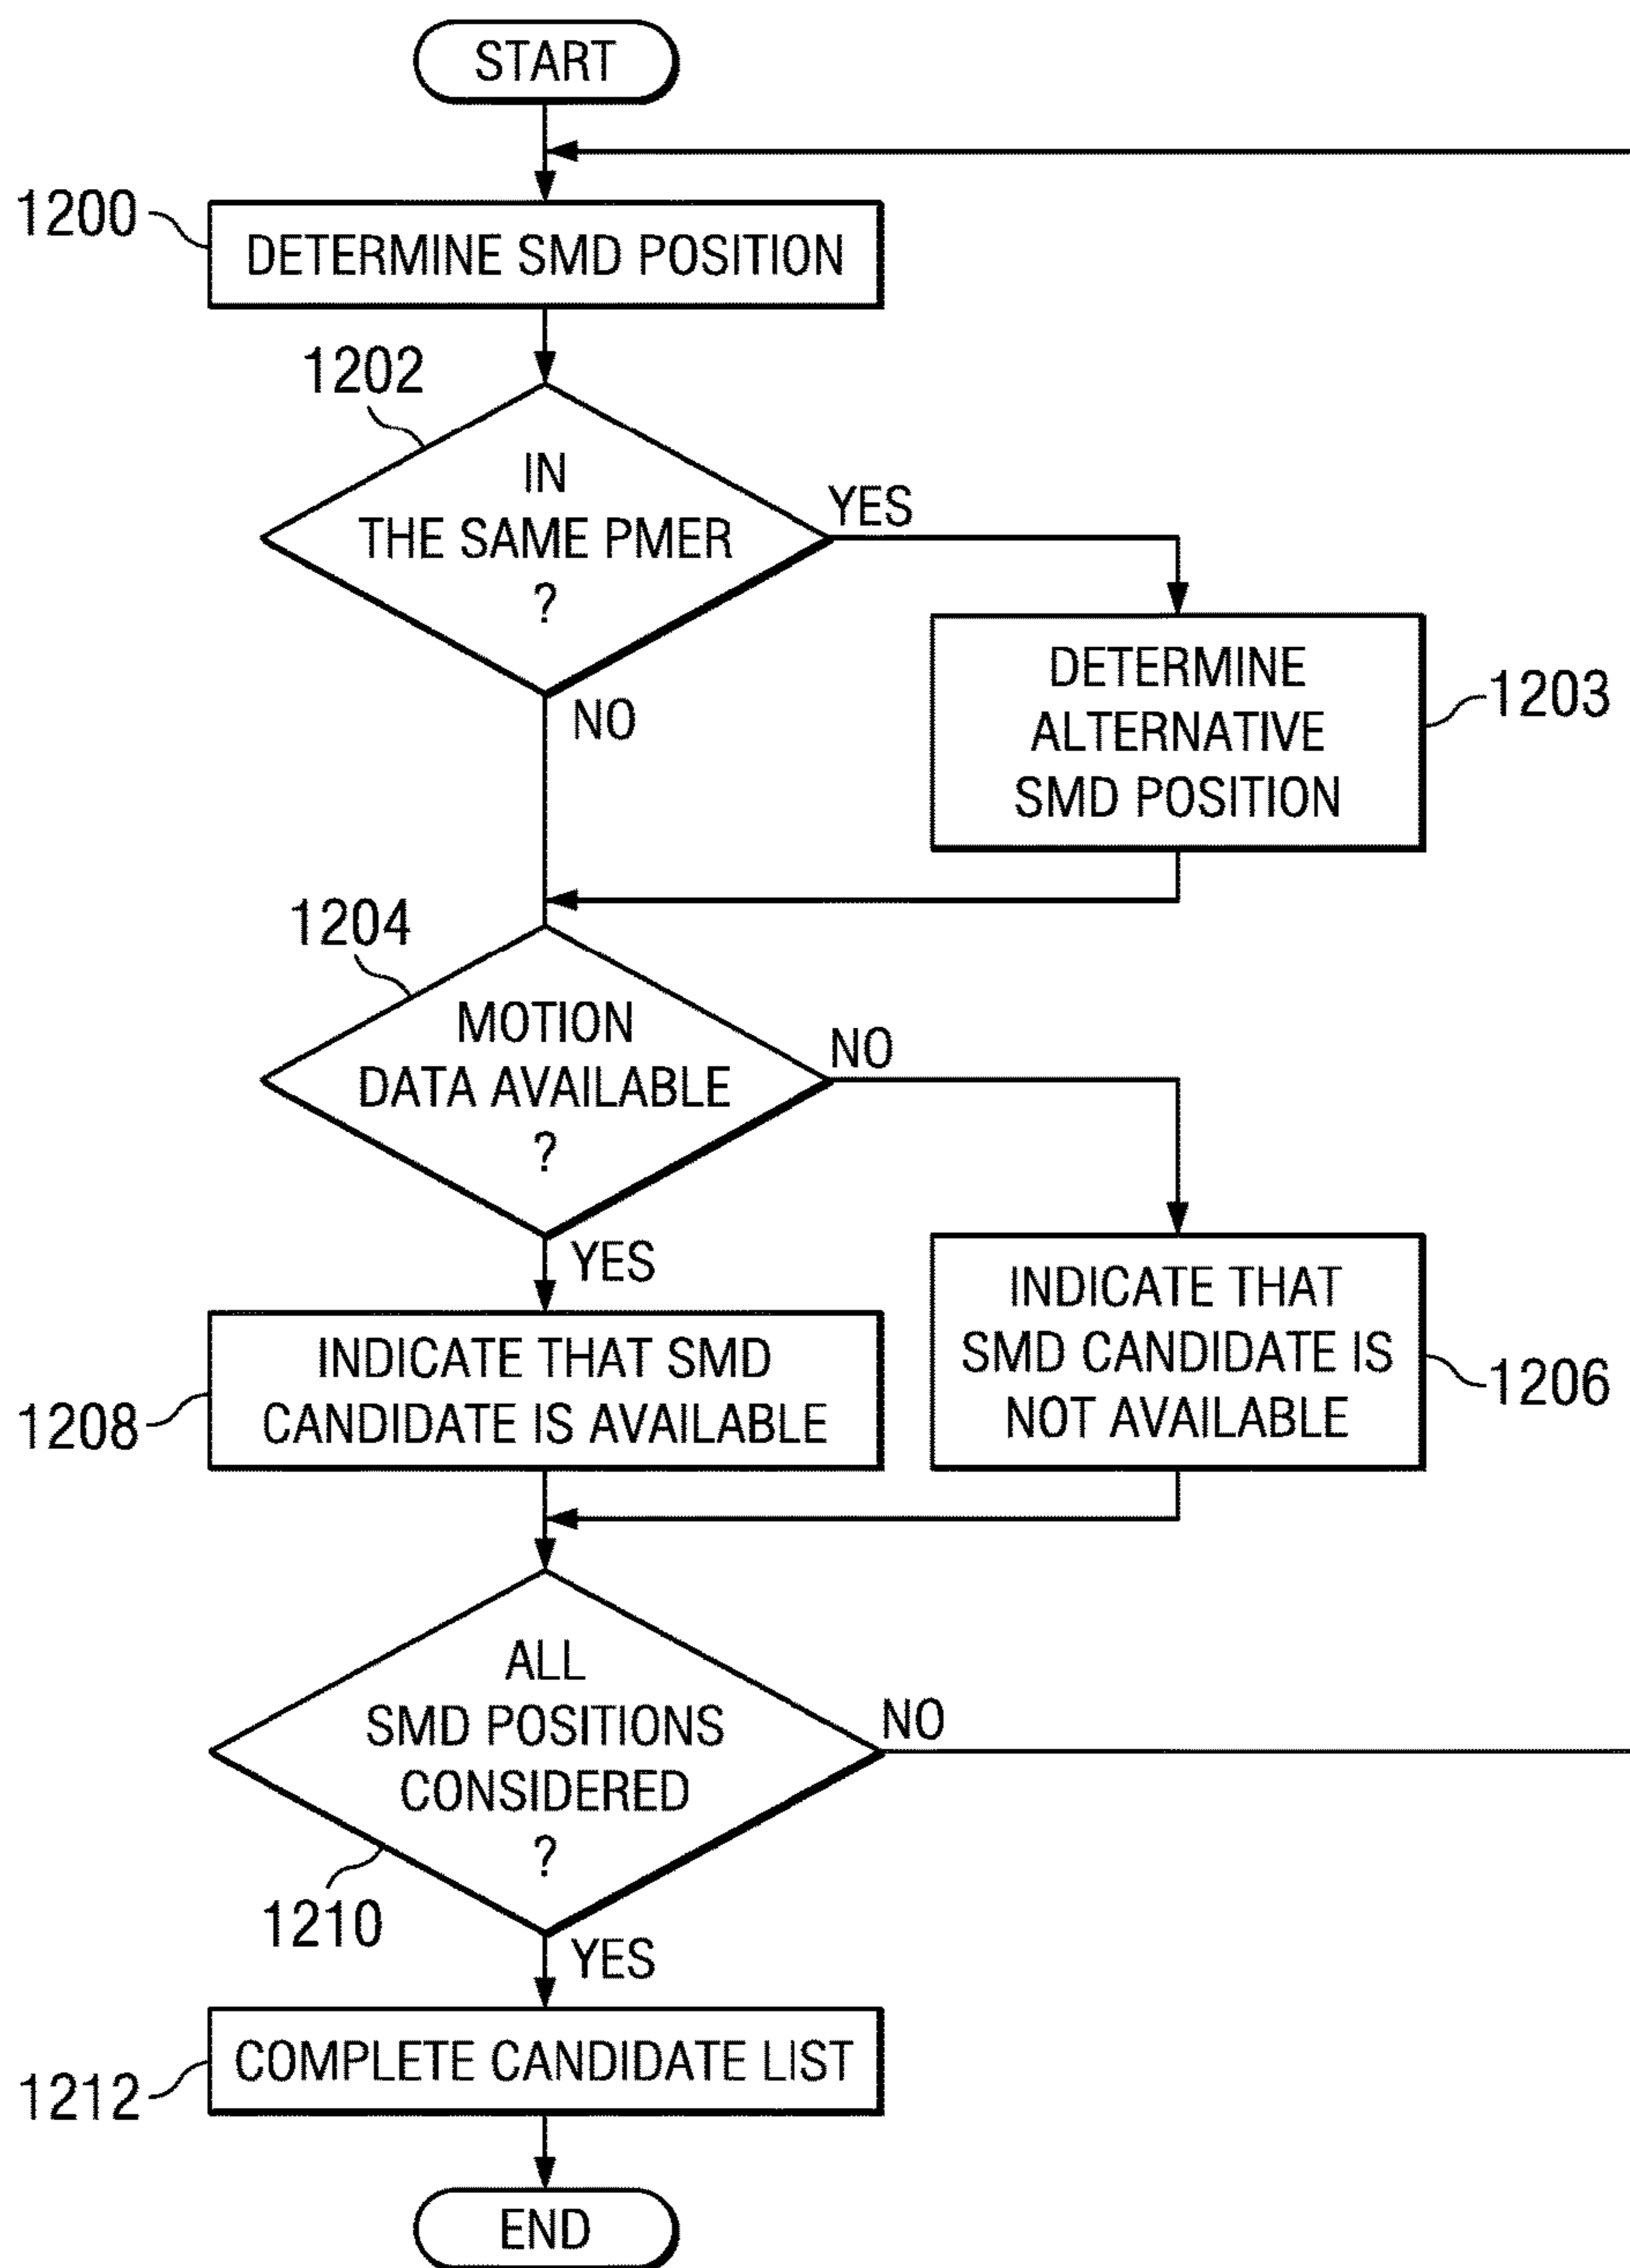 START
1200
DETERMINE SMD POSITION
1202
IN
THE SAME PMER
?
YES
NO
DETERMINE
ALTERNATIVE
SMD POSITION
1203
1204
MOTION
DATA AVAILABLE
?
NO
YES
INDICATE THAT
SMD CANDIDATE IS
NOT AVAILABLE
1206
INDICATE THAT SMD
CANDIDATE IS AVAILABLE
1208
ALL
SMD POSITIONS
CONSIDERED
?
NO
1210
YES
COMPLETE CANDIDATE LIST
1212
END